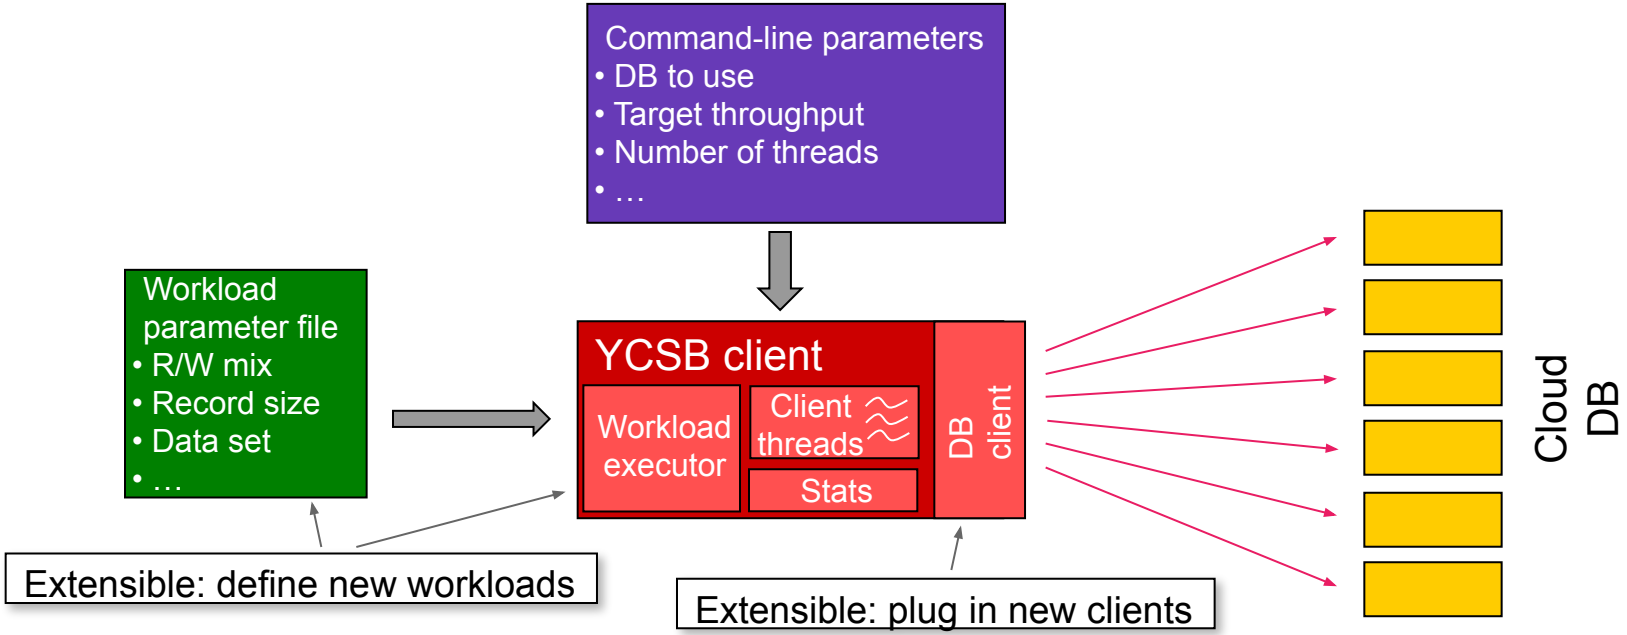 Command-line parameters
• DB to use
• Target throughput
• Number of threads
• …
Workload
parameter file
• R/W mix
• Record size
• Data set
• …
YCSB client
Workload
executor
Client
threads
Stats
DB
client
Cloud
DB
Extensible: define new workloads
Extensible: plug in new clients